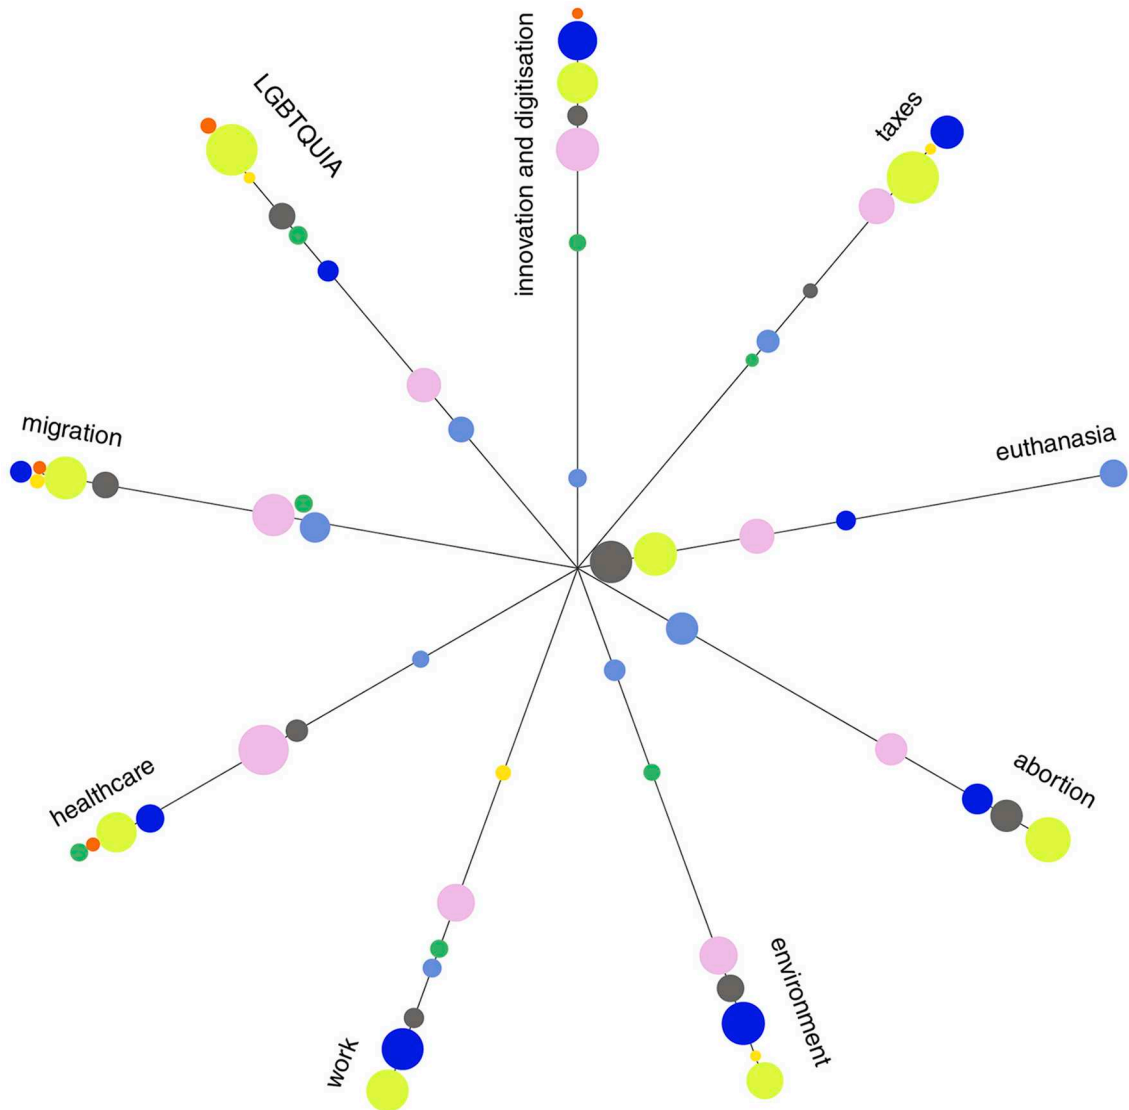 innovation and digitisation
LGBTQUIA
taxes
migration
euthanasia
healthcare
abortion
environment
work